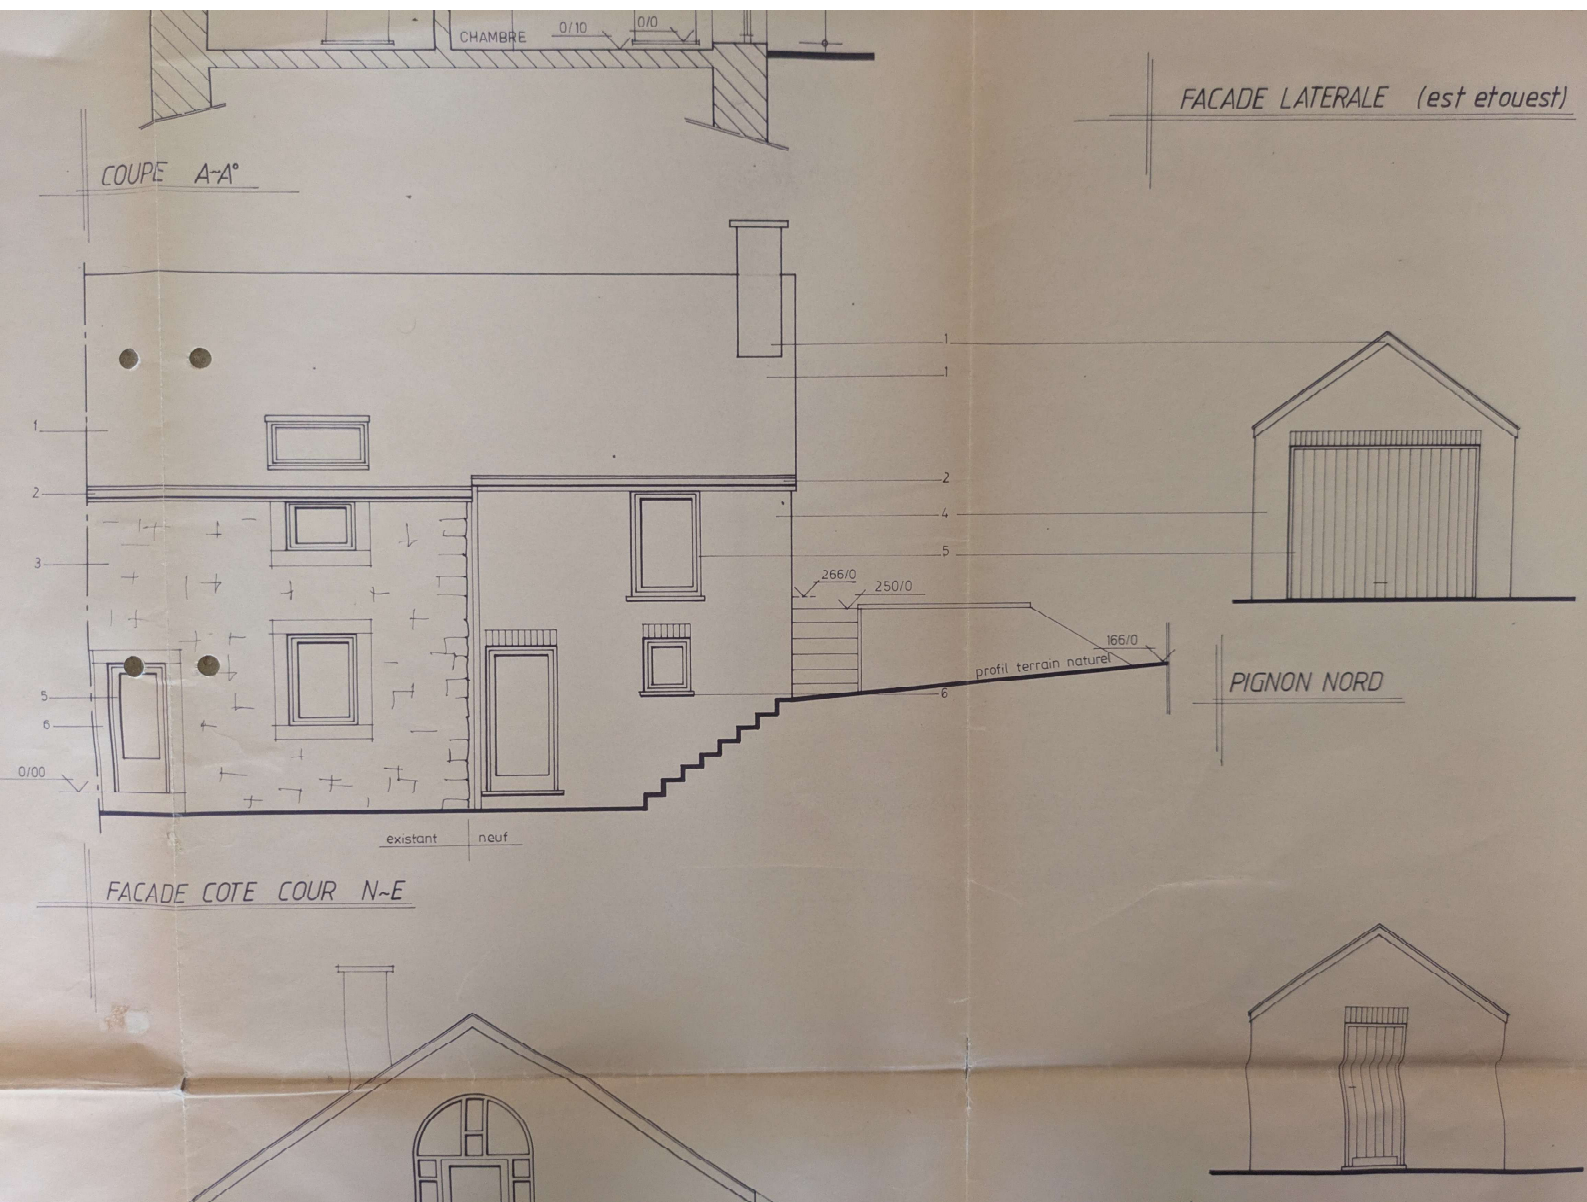 CHAMBRE 0/10 0/0
FACADE LATERALE (est etouest)
COUPE A-A°
1
1
1
2
2
3
4
5
266/0
250/0
166/0
profil terrain naturel
5
6
6
0/00
PIGNON NORD
existant neuf
FACADE COTE COUR N~E